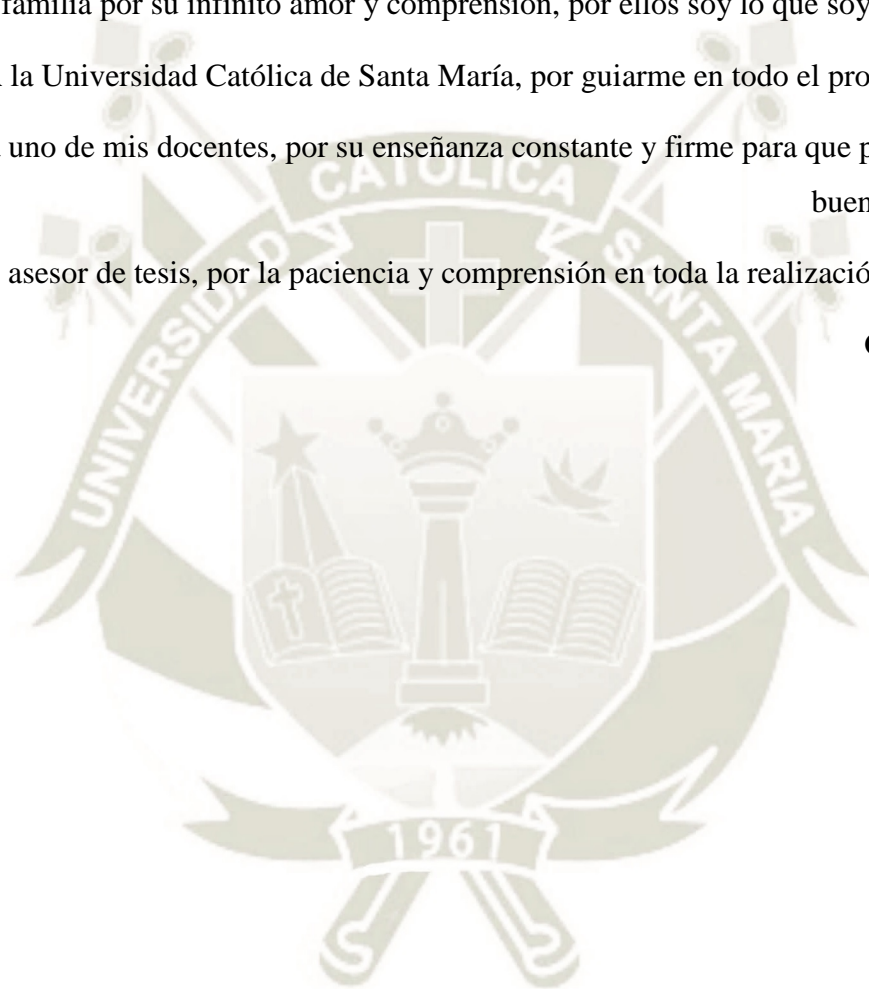 familia por su infinito amor y comprensión, por ellos soy lo que soy
la Universidad Católica de Santa María, por guiarme en todo el pro
uno de mis docentes, por su enseñanza constante y firme para que p
buen
asesor de tesis, por la paciencia y comprensión en toda la realizació
UNIVERSIDAD CATOLICA SANTA MARIA
1961